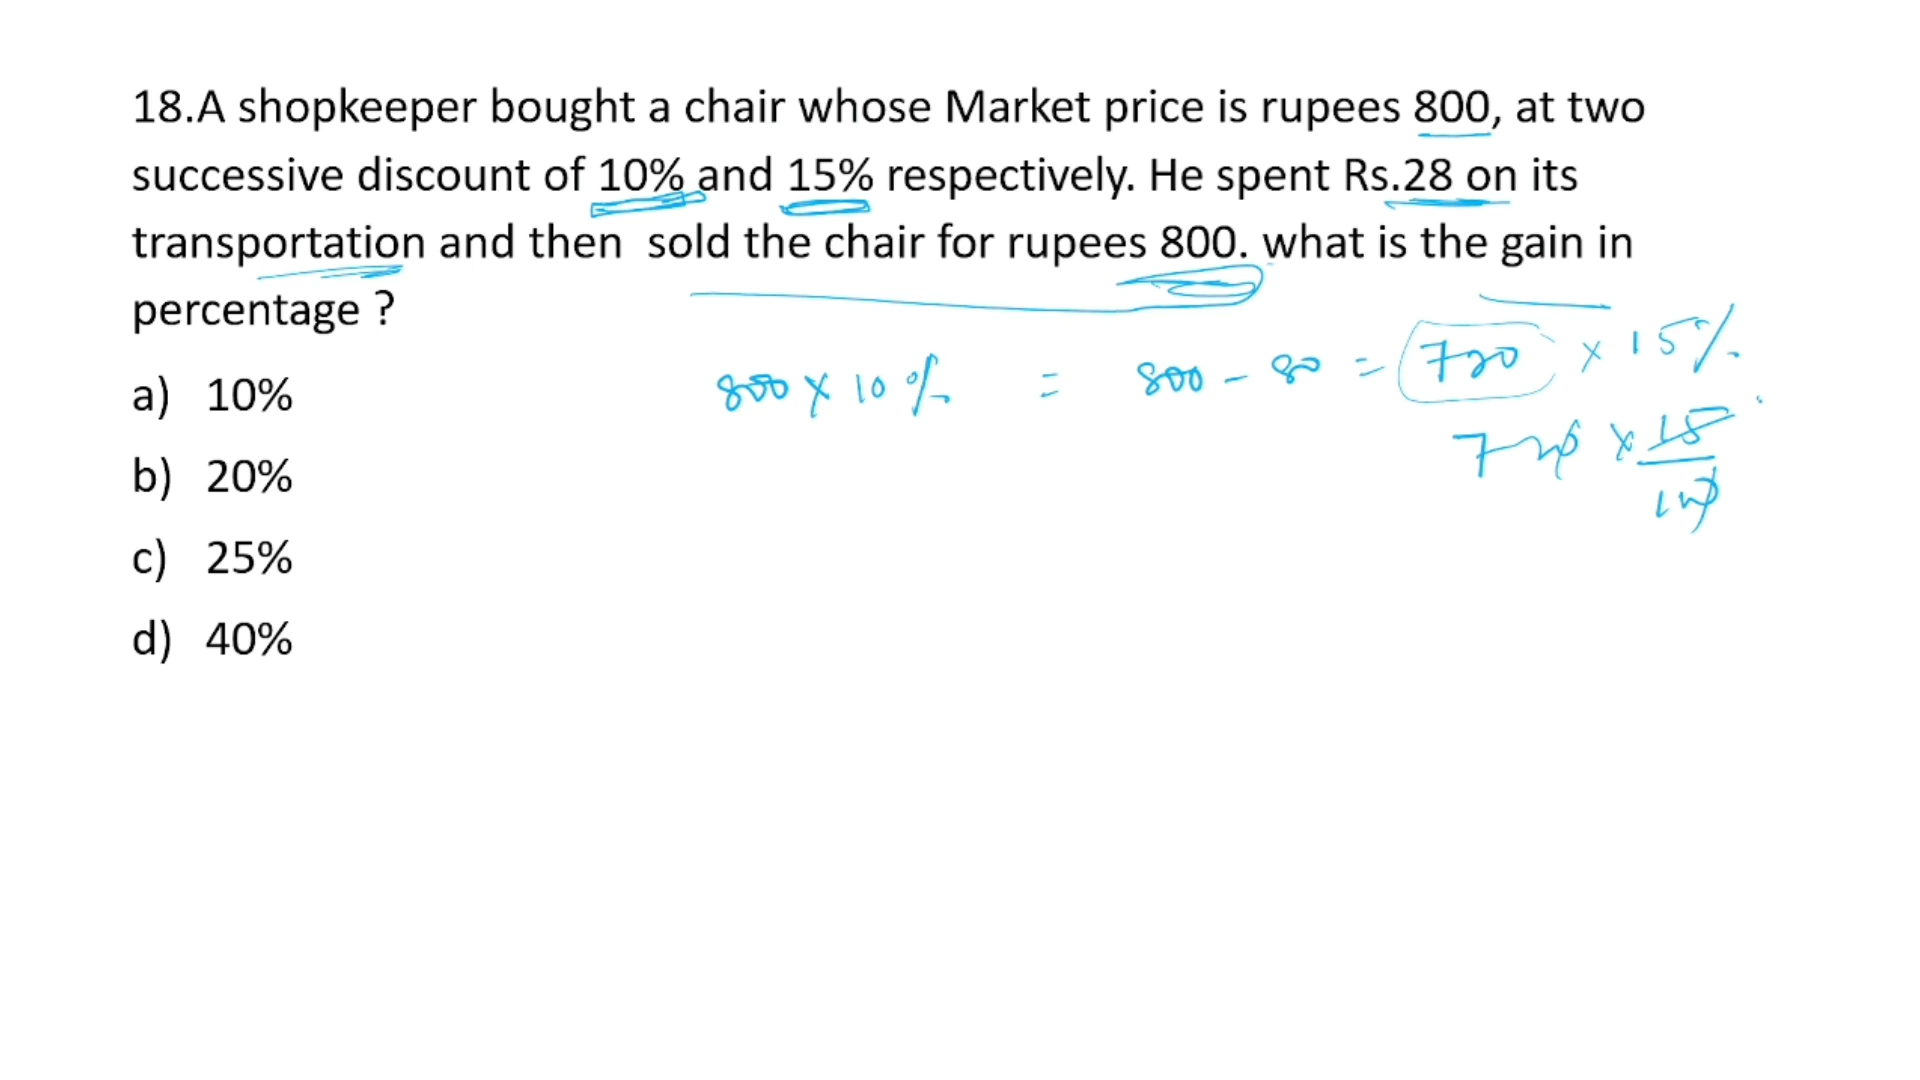 18.A shopkeeper bought a chair whose Market price is rupees 800, at two
successive discount of 10% and 15% respectively. He spent Rs.28 on its
transportation and then sold the chair for rupees 800. what is the gain in
percentage ?
800 × 10% = 800 - 80 = 720 × 15%
720 × 15
100
a) 10%
b) 20%
c) 25%
d) 40%